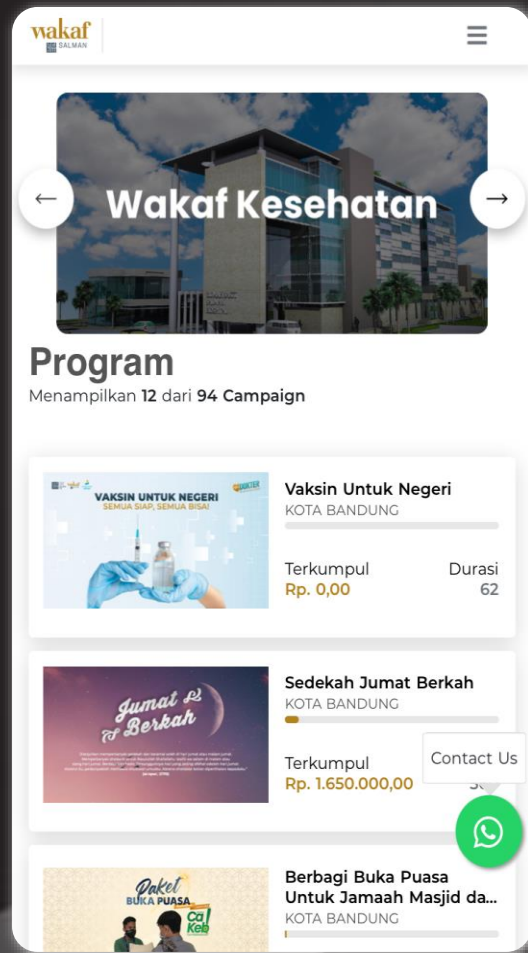 wakaf
SALMAN
Wakaf Kesehatan
Program
Menampilkan 12 dari 94 Campaign
VAKSIN UNTUK NEGERI
SEMUA SIAP, SEMUA BISA!
Vaksin Untuk Negeri
KOTA BANDUNG
Terkumpul
Durasi
Rp. 0,00
62
Jumat
Berkah
Sedekah Jumat Berkah
KOTA BANDUNG
Terkumpul
Rp. 1.650.000,00
Contact Us
Paket
BUKA PUASA
Ca!
Keb
Berbagi Buka Puasa
Untuk Jamaah Masjid da...
KOTA BANDUNG